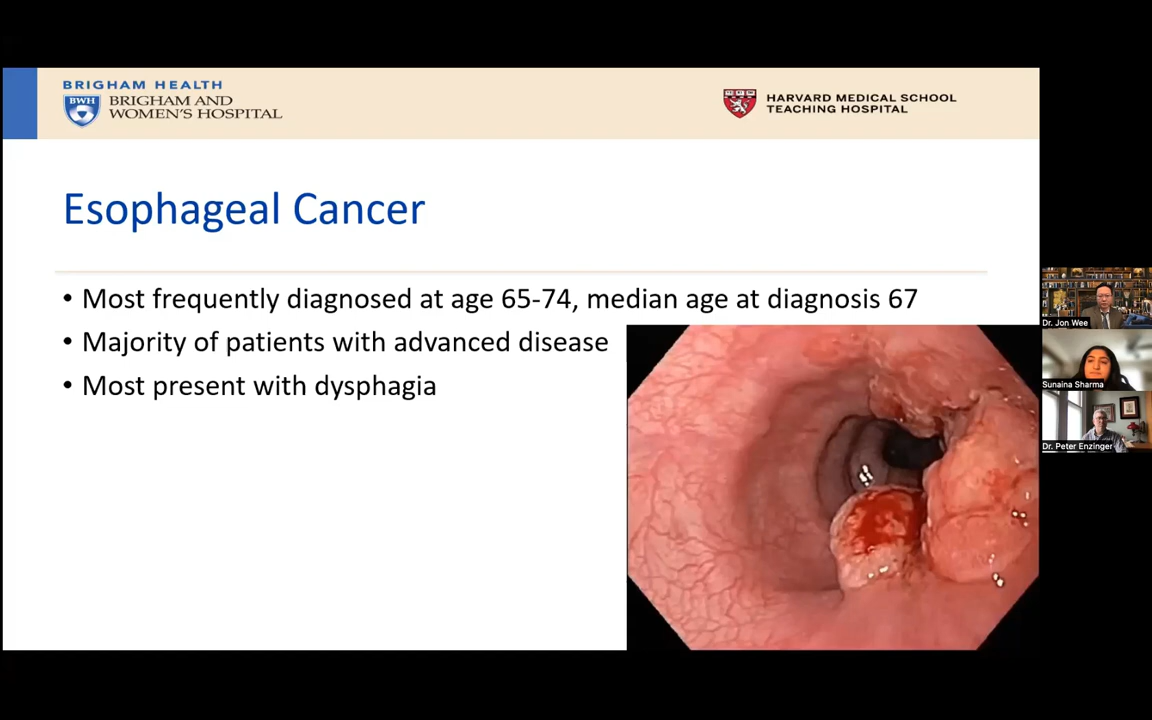 BRIGHAM HEALTH
BWH
BRIGHAM AND
WOMEN'S HOSPITAL
HARVARD MEDICAL SCHOOL
TEACHING HOSPITAL
Esophageal Cancer
• Most frequently diagnosed at age 65-74, median age at diagnosis 67
• Majority of patients with advanced disease
• Most present with dysphagia
Dr. Jon Wee
Sunaina Sharma
Dr. Peter Enzinger